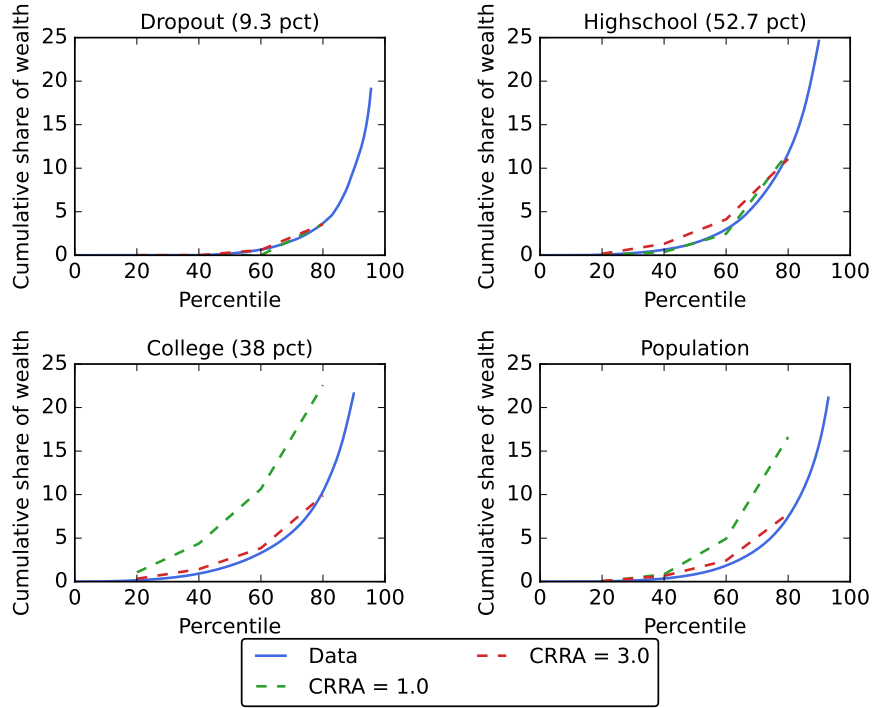 Dropout (9.3 pct)
Cumulative share of wealth
25
20
15
10
5
0
0 20 40 60 80 100
Percentile
Highschool (52.7 pct)
Cumulative share of wealth
25
20
15
10
5
0
0 20 40 60 80 100
Percentile
College (38 pct)
Cumulative share of wealth
25
20
15
10
5
0
0 20 40 60 80 100
Percentile
Population
Cumulative share of wealth
25
20
15
10
5
0
0 20 40 60 80 100
Percentile
Data
CRRA = 1.0
CRRA = 3.0